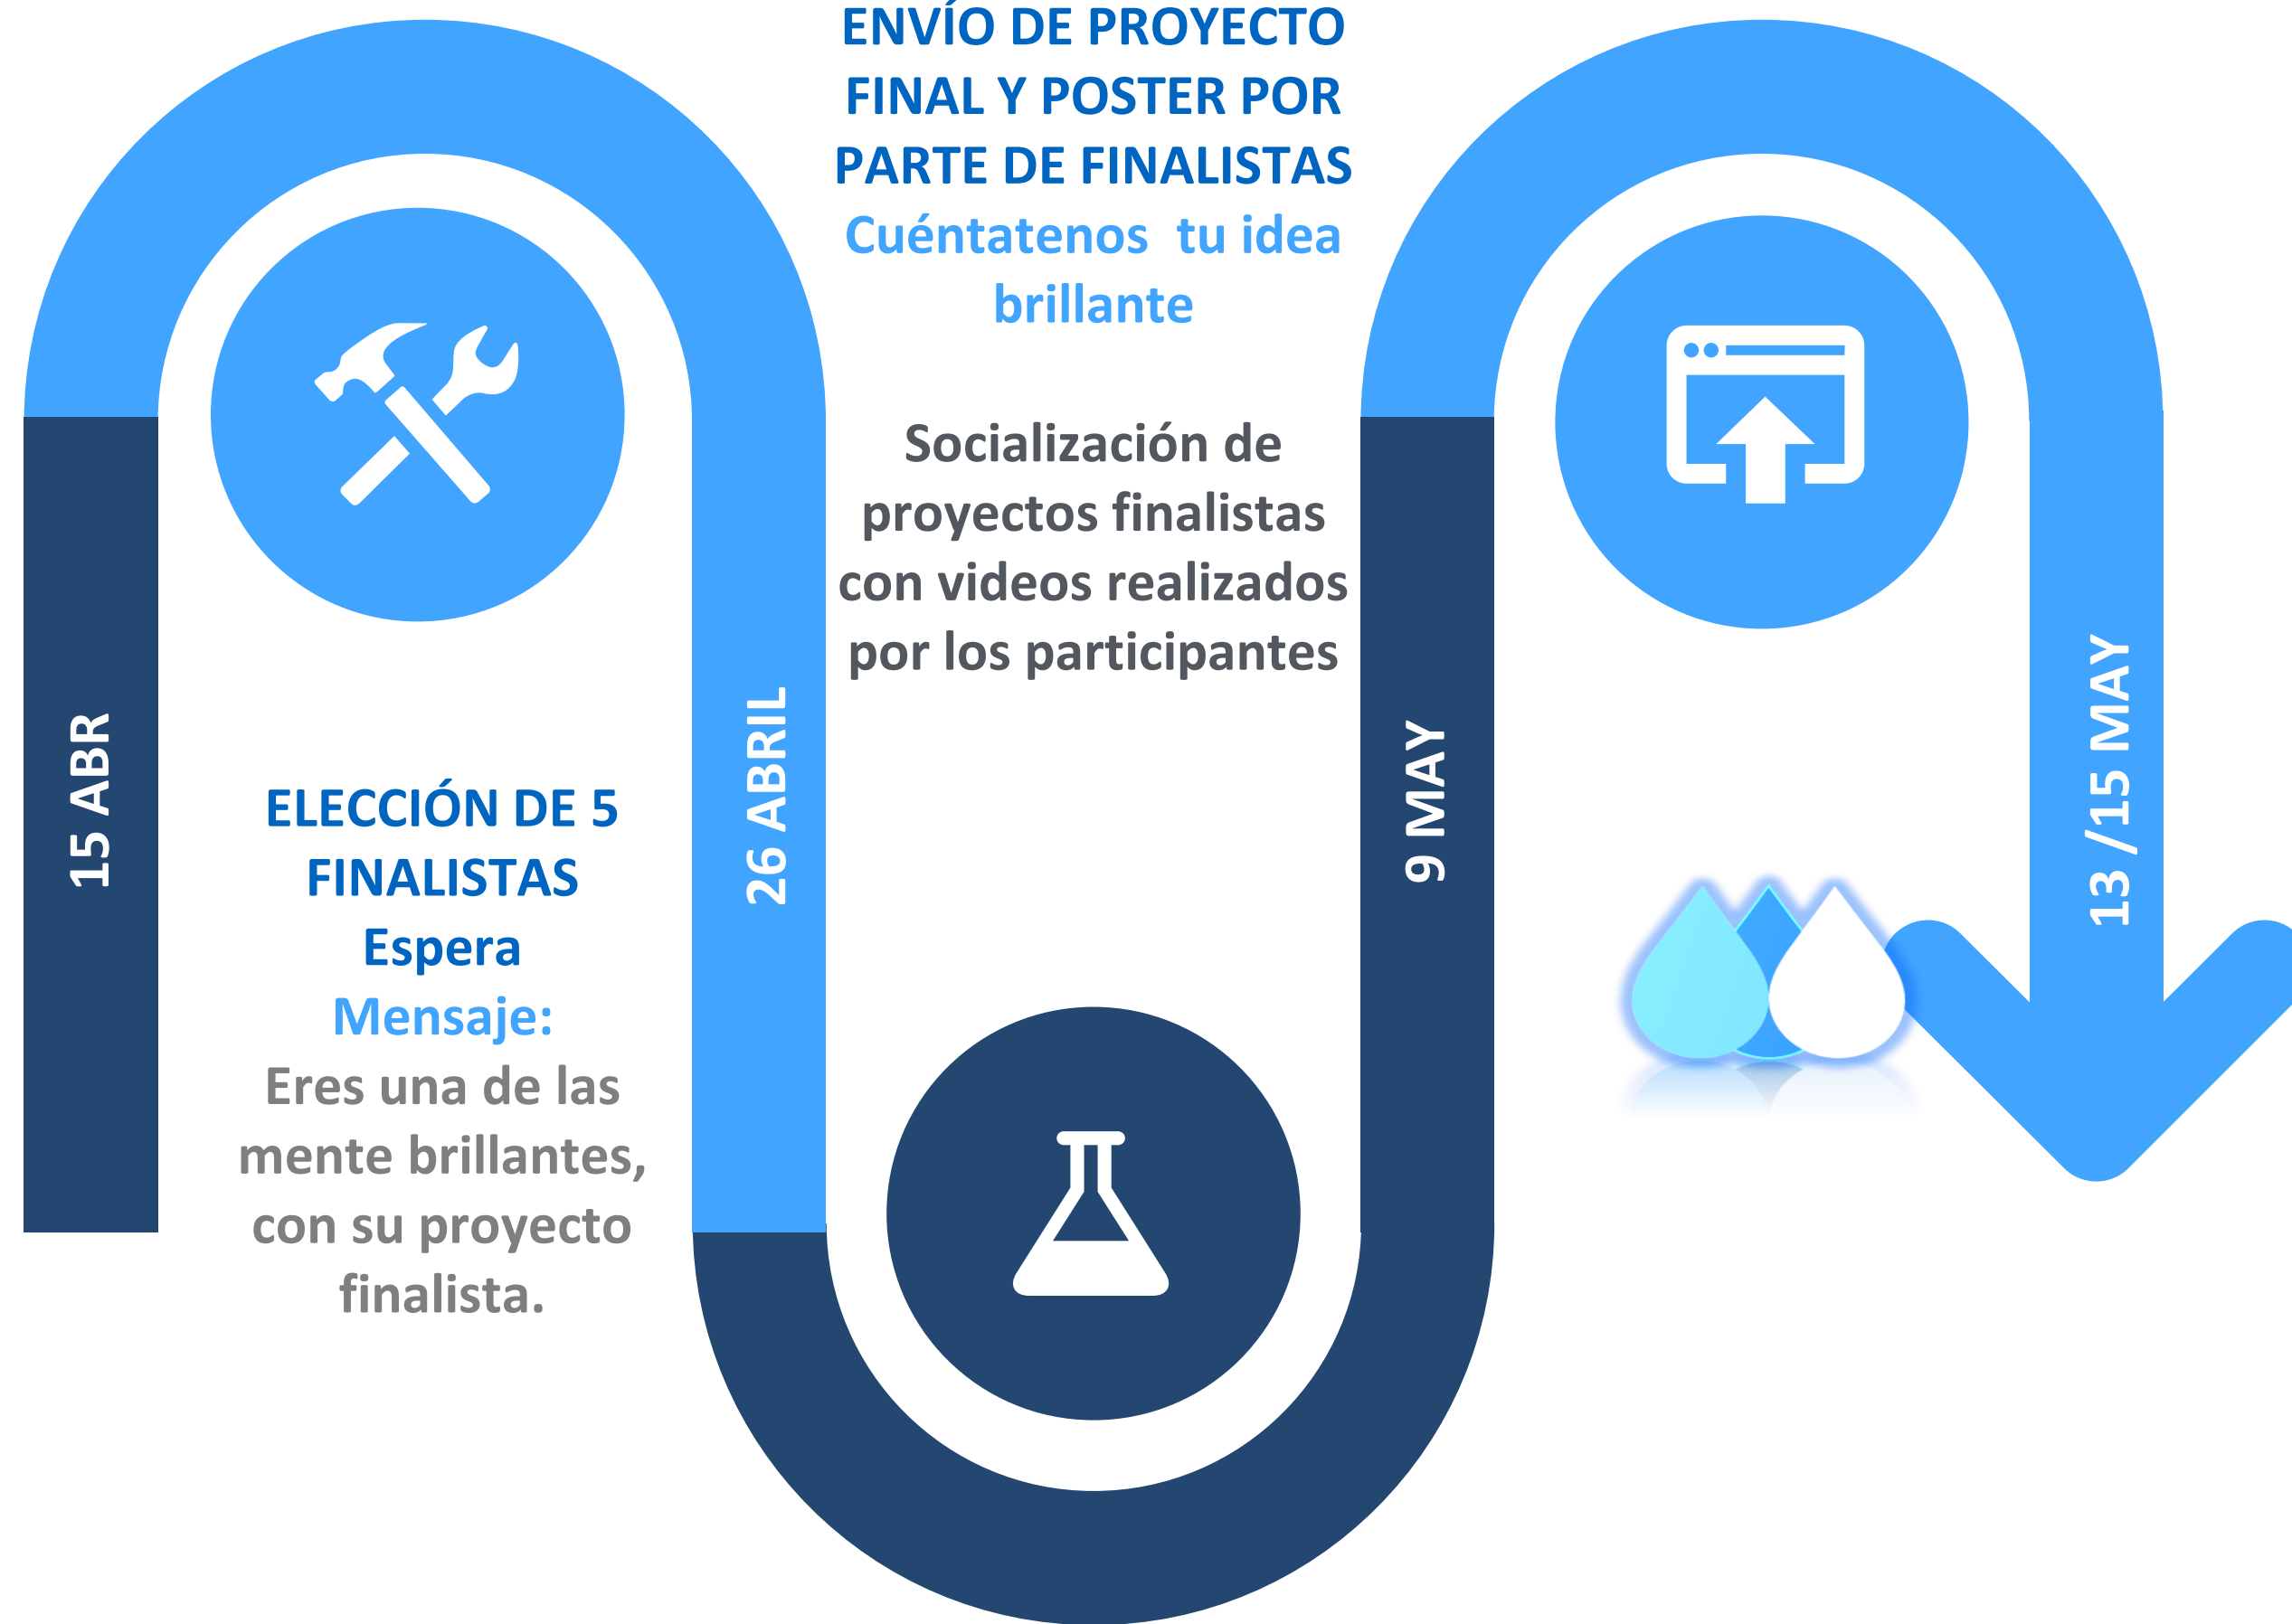 15 ABR
ELECCIÓN DE 5
FINALISTAS
Espera
Mensaje:
Eres una de las
mente brillantes,
con su proyecto
finalista.
26 ABRIL
ENVÍO DE PROYECTO
FINAL Y POSTER POR
PARTE DE FINALISTAS
Cuéntatenos tu idea
brillante
Socialización de
proyectos finalistas
con videos realizados
por los participantes
9 MAY
13 /15 MAY